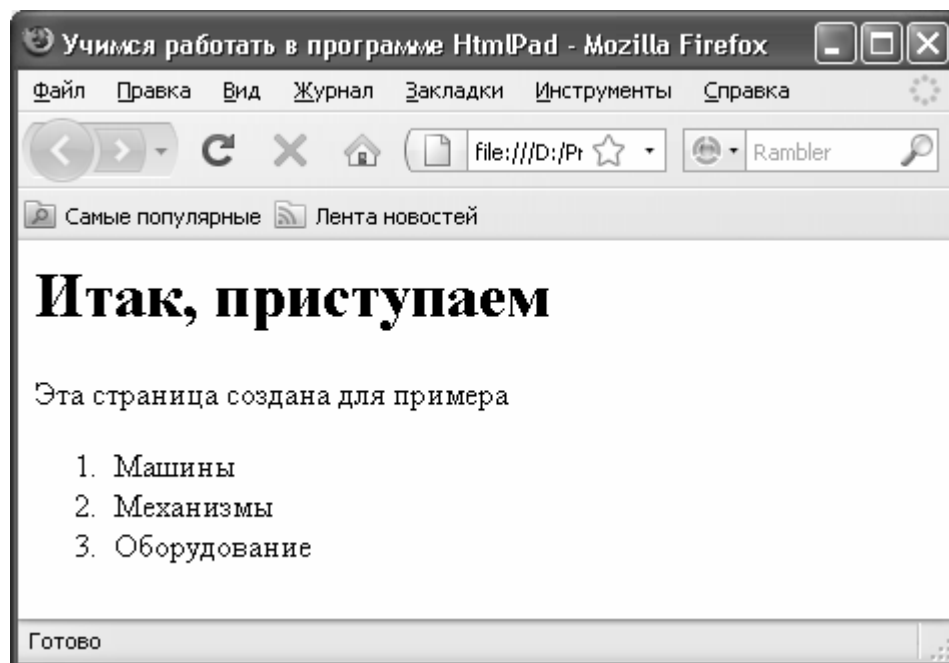 Учимся работать в программе HtmlPad - Mozilla Firefox
Файл Правка Вид Журнал Закладки Инструменты Справка
file:///D:/Pr Rambler
Самые популярные Лента новостей
Итак, приступаем
Эта страница создана для примера
1. Машины
2. Механизмы
3. Оборудование
Готово